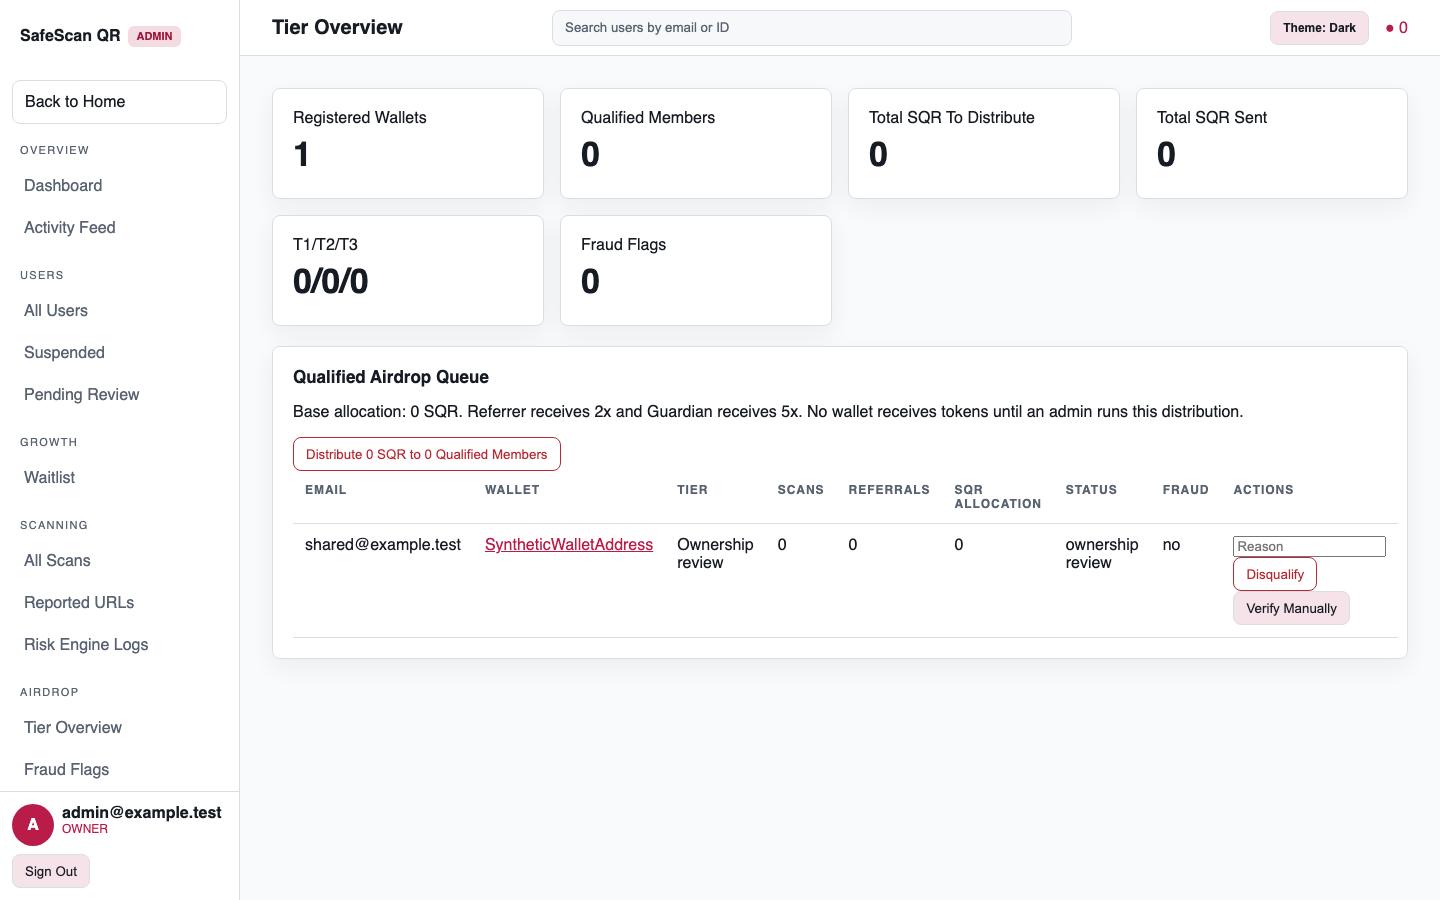 SafeScan QR ADMIN
Back to Home
OVERVIEW
Dashboard
Activity Feed
USERS
All Users
Suspended
Pending Review
GROWTH
Waitlist
SCANNING
All Scans
Reported URLs
Risk Engine Logs
AIRDROP
Tier Overview
Fraud Flags
A
admin@example.test
OWNER
Sign Out
Tier Overview
Search users by email or ID
Theme: Dark
● 0
Registered Wallets
1
Qualified Members
0
Total SQR To Distribute
0
Total SQR Sent
0
T1/T2/T3
0/0/0
Fraud Flags
0
Qualified Airdrop Queue
Base allocation: 0 SQR. Referrer receives 2x and Guardian receives 5x. No wallet receives tokens until an admin runs this distribution.
Distribute 0 SQR to 0 Qualified Members
EMAIL WALLET TIER SCANS REFERRALS SQR ALLOCATION STATUS FRAUD ACTIONS
shared@example.test SyntheticWalletAddress Ownership review 0 0 0 ownership review no
Reason
Disqualify
Verify Manually